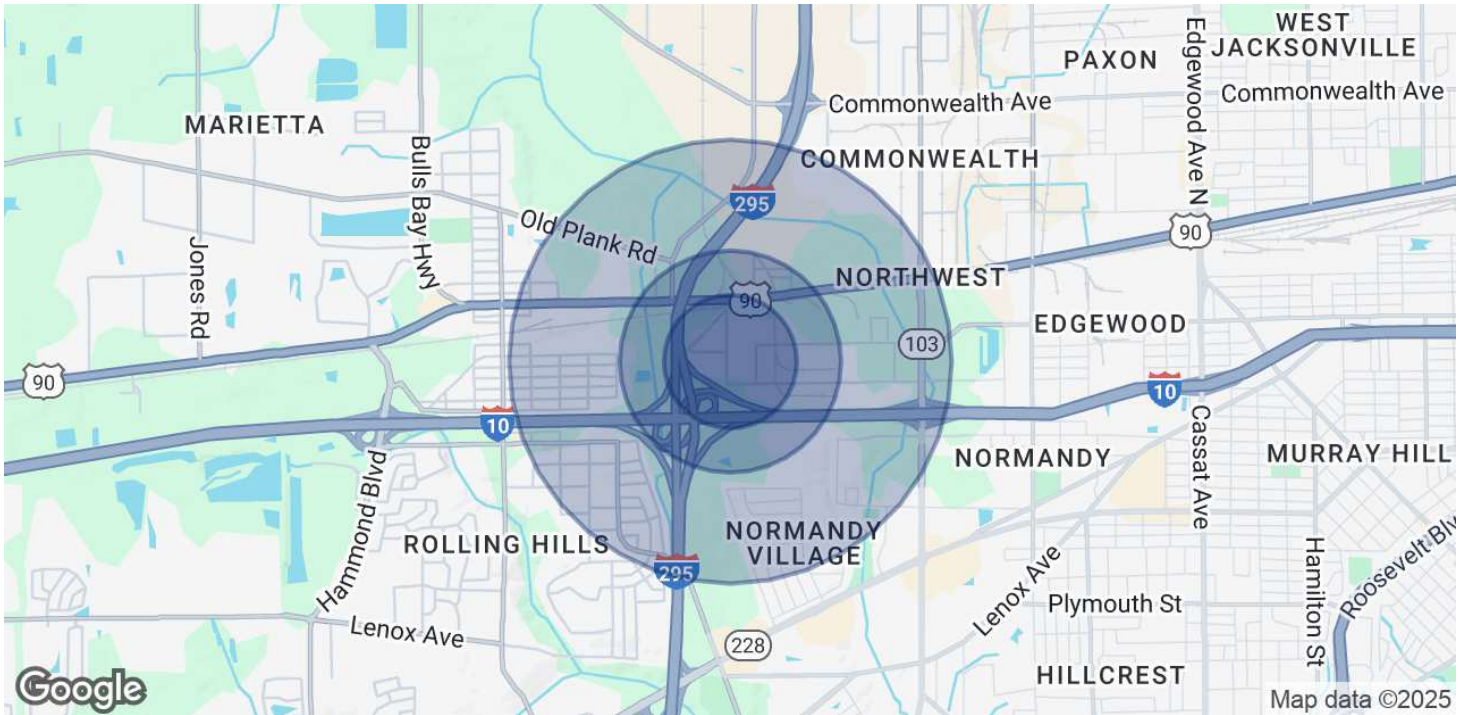 WEST
JACKSONVILLE
PAXON
Edgewood Ave N
Commonwealth Ave
Commonwealth Ave
MARIETTA
Bulls Bay Hwy
COMMONWEALTH
295
Old Plank Rd
90
Jones Rd
NORTHWEST
90
EDGEWOOD
103
90
10
10
Cassat Ave
NORMANDY
MURRAY HILL
Hammond Blvd
ROLLING HILLS
NORMANDY
VILLAGE
295
Hamilton St
Roosevelt Blv
Lenox Ave
Plymouth St
Lenox Ave
228
HILLCREST
Google
Map data ©2025